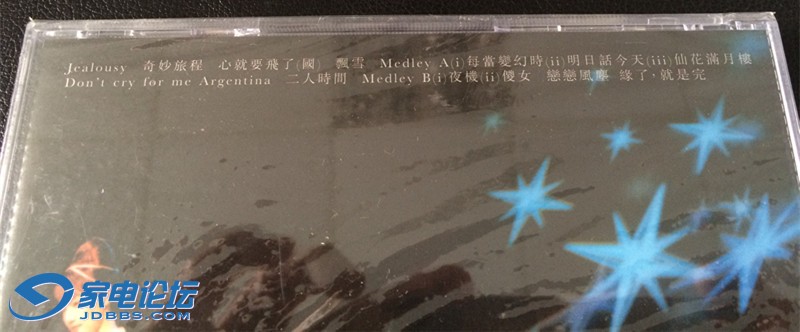 Jealousy 奇妙旅程 心就要飛了(國) 飄雪 Medley A(i)每當變幻時(ii)明日話今天(iii)仙花滿月樓
Don't cry for me Argentina 二人時間 Medley B(i)夜機(ii)傻女 戀戀風塵 緣了，就是完
家电论坛
JDBBS.COM